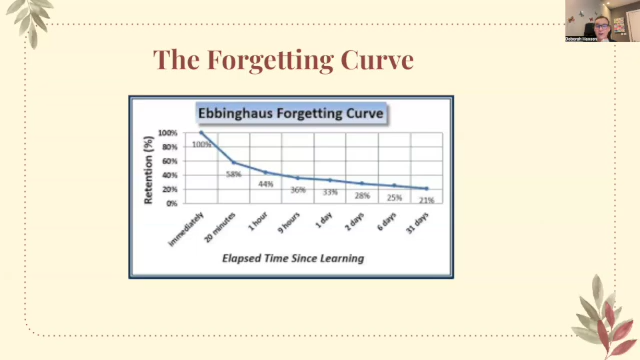 The Forgetting Curve
Ebbinghaus Forgetting Curve
Retention (%)
100%
80%
60%
40%
20%
0%
100%
58%
44%
36%
33%
28%
25%
21%
immediately
20 minutes
1 hour
9 hours
1 day
2 days
6 days
31 days
Elapsed Time Since Learning
Deborah